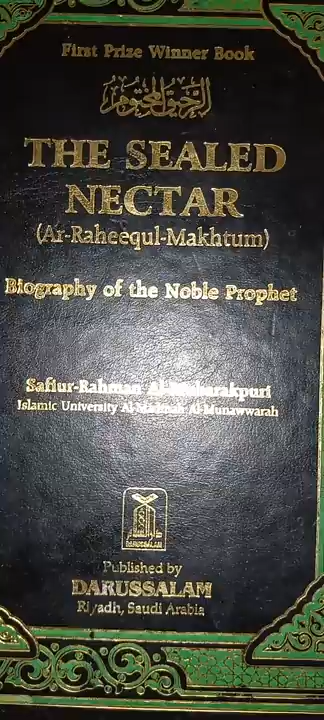 First Prize Winner Book
الرحيق المختوم
THE SEALED
NECTAR
(Ar-Raheequl-Makhtum)
Biography of the Noble Prophet
Safiur-Rahman Al-Mubarakpuri
Islamic University Al-Madinah Al-Munawwarah
DARUSSALAM
Published by
DARUSSALAM
Riyadh, Saudi Arabia